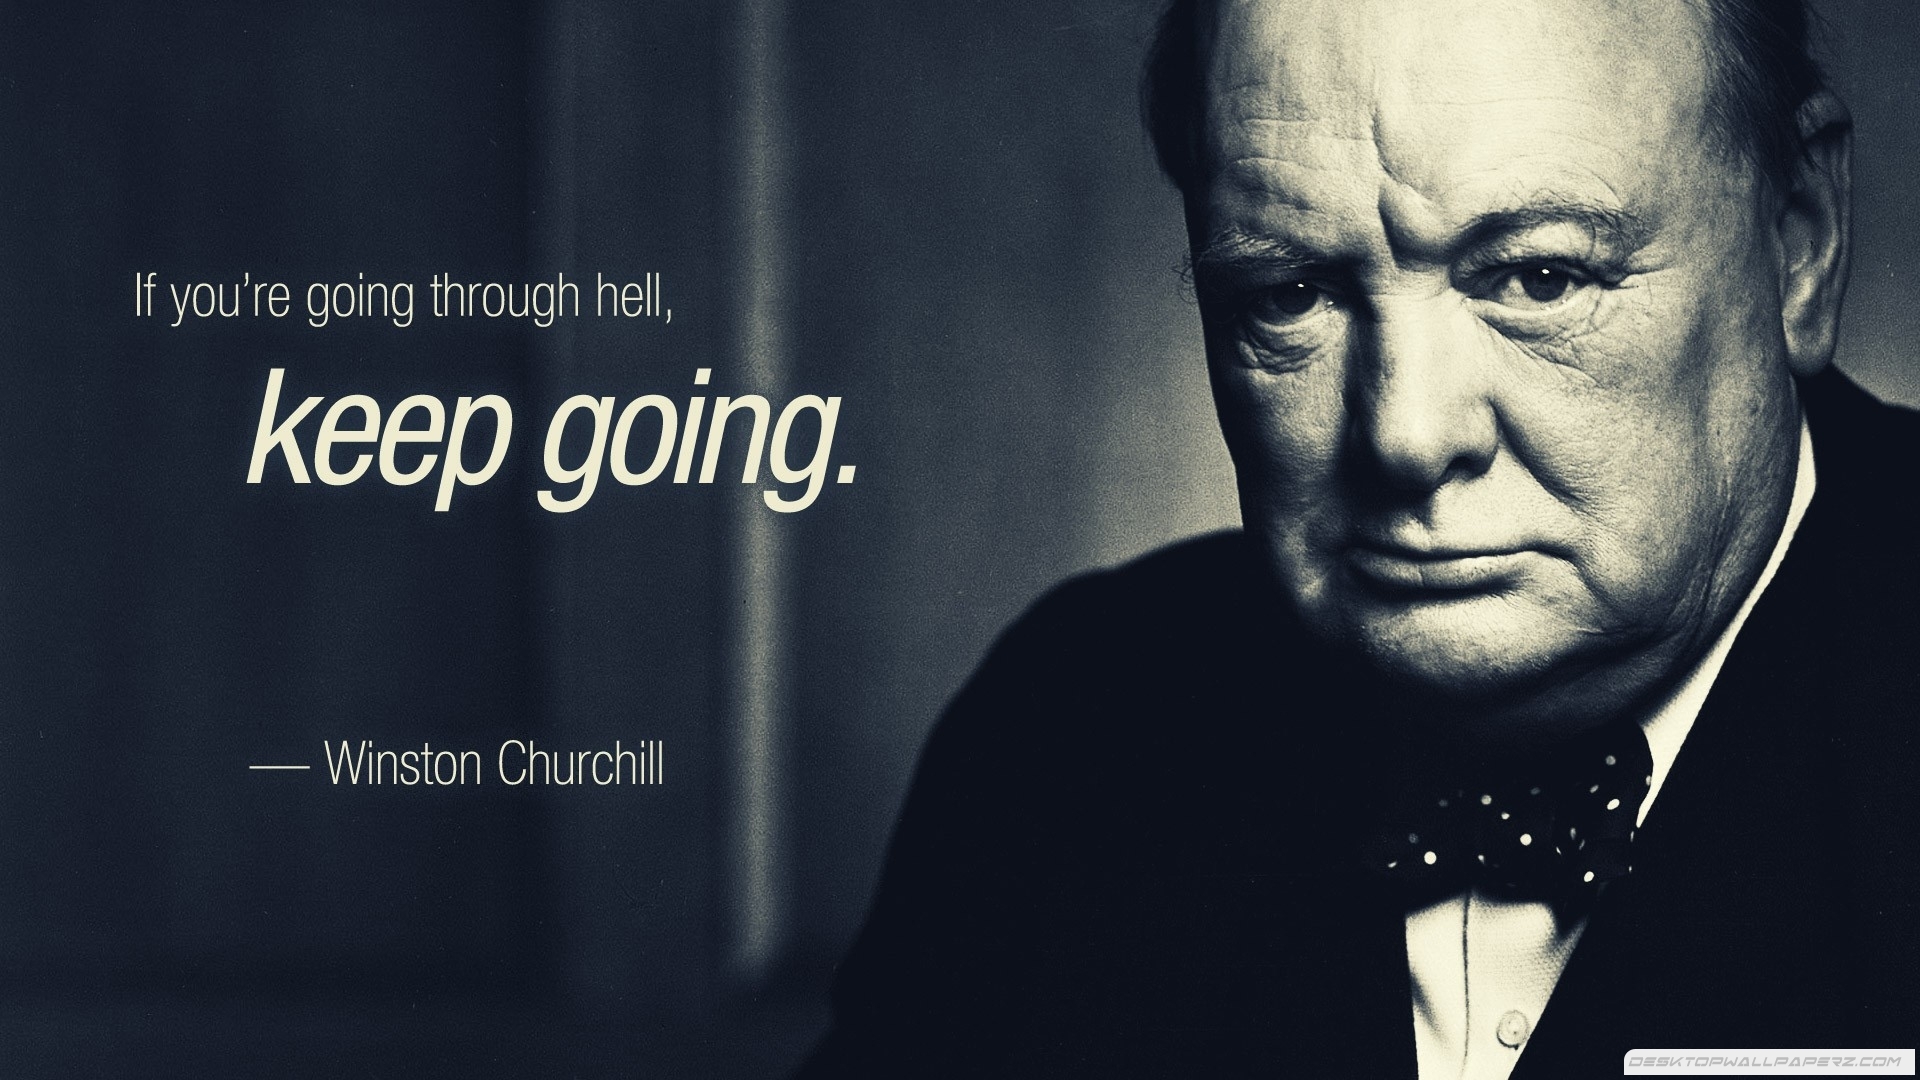 If you’re going through hell,
keep going.
— Winston Churchill
DESKTOPWALLPAPERZ.COM